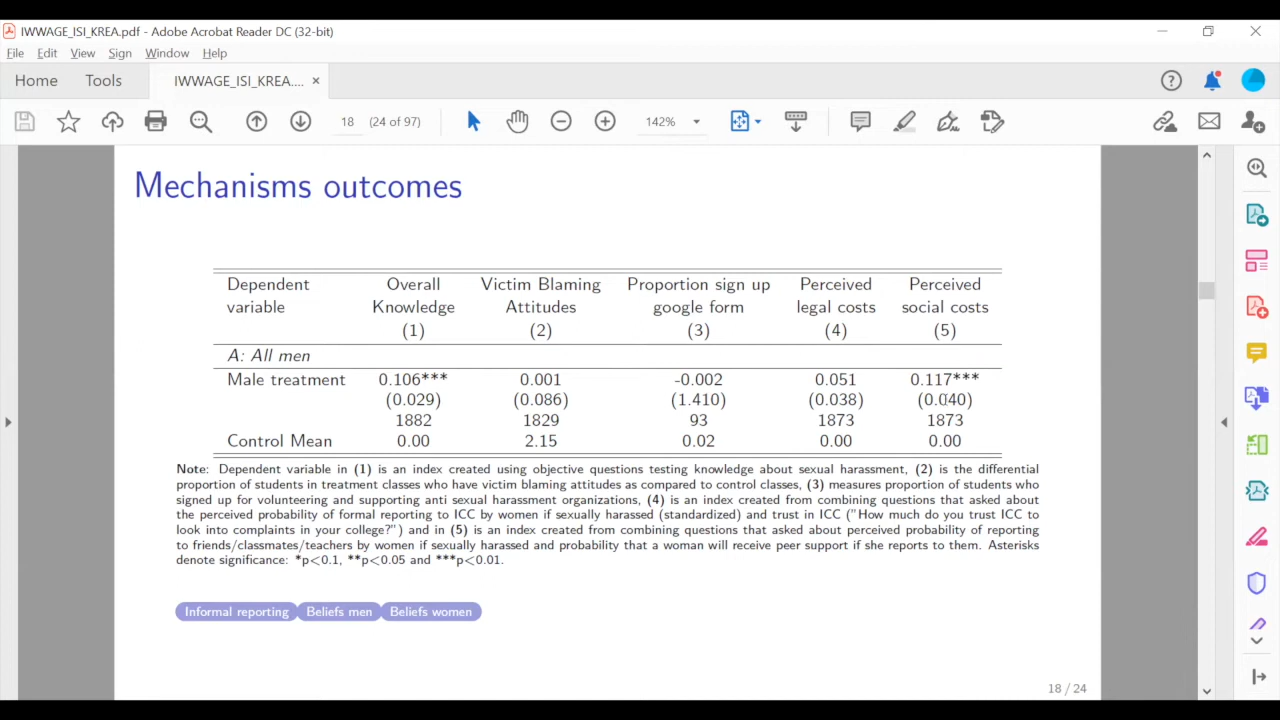 IWWAGE_ISI_KREA.pdf - Adobe Acrobat Reader DC (32-bit)
File Edit View Sign Window Help
Home Tools IWWAGE_ISI_KREA.... ×
18 (24 of 97) 142%
Mechanisms outcomes
Dependent Overall Victim Blaming Proportion sign up Perceived Perceived
variable Knowledge Attitudes google form legal costs social costs
(1) (2) (3) (4) (5)
A: All men
Male treatment 0.106*** 0.001 -0.002 0.051 0.117***
(0.029) (0.086) (1.410) (0.038) (0.040)
1882 1829 93 1873 1873
Control Mean 0.00 2.15 0.02 0.00 0.00
Note: Dependent variable in (1) is an index created using objective questions testing knowledge about sexual harassment, (2) is the differential
proportion of students in treatment classes who have victim blaming attitudes as compared to control classes, (3) measures proportion of students who
signed up for volunteering and supporting anti sexual harassment organizations, (4) is an index created from combining questions that asked about
the perceived probability of formal reporting to ICC by women if sexually harassed (standardized) and trust in ICC ("How much do you trust ICC to
look into complaints in your college?") and in (5) is an index created from combining questions that asked about perceived probability of reporting
to friends/classmates/teachers by women if sexually harassed and probability that a woman will receive peer support if she reports to them. Asterisks
denote significance: *p<0.1, **p<0.05 and ***p<0.01.
Informal reporting Beliefs men Beliefs women
18 / 24